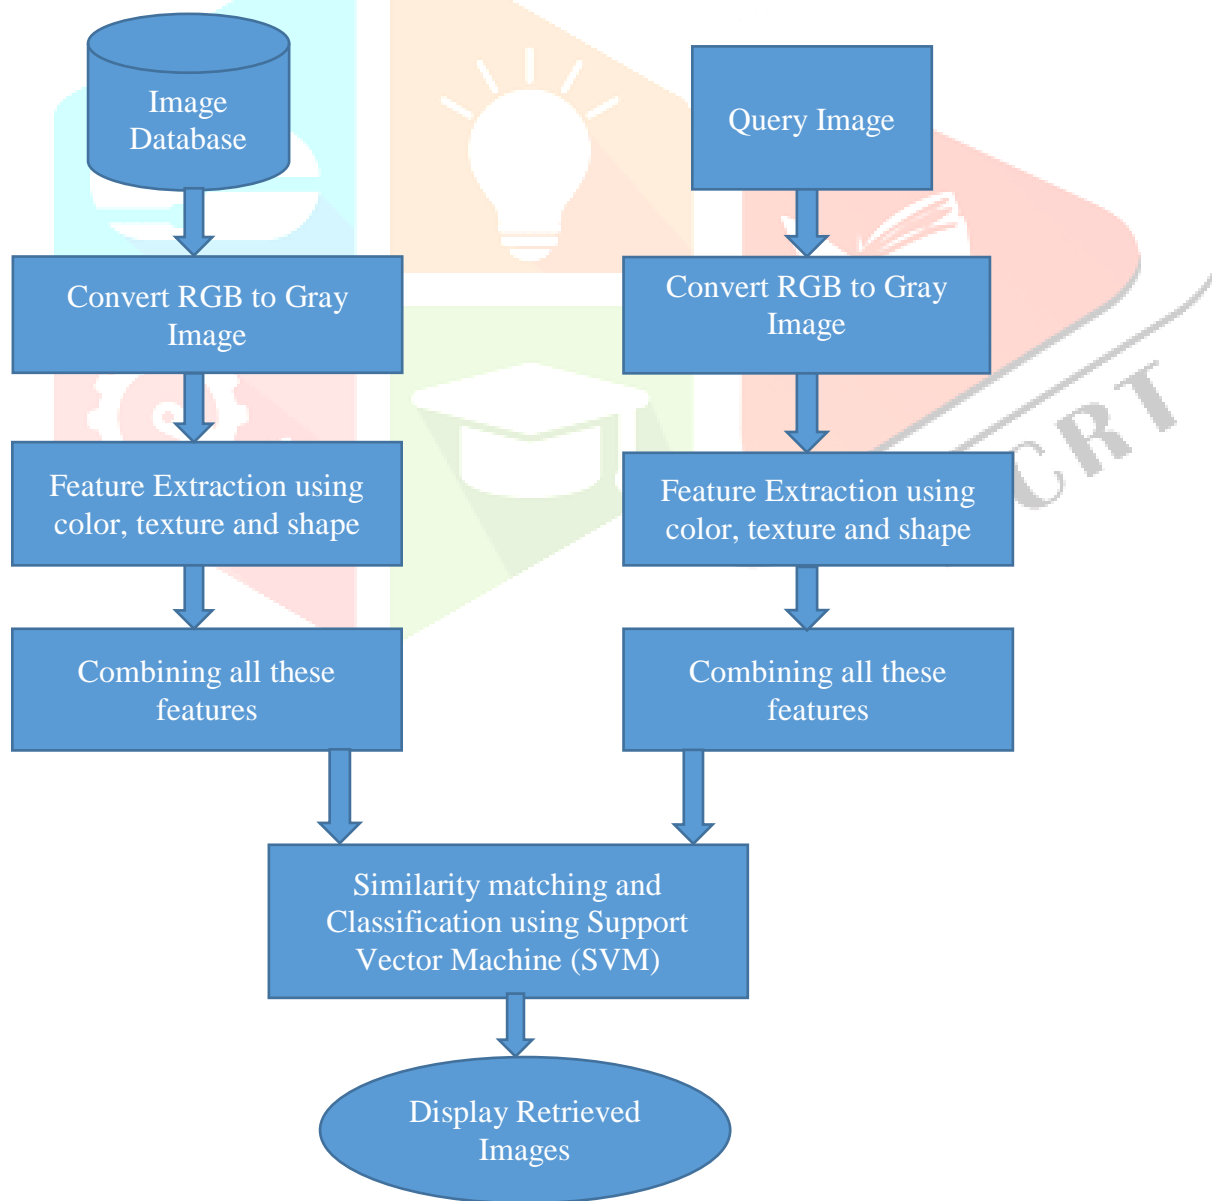 Image
Database
Query Image
Convert RGB to Gray
Image
Convert RGB to Gray
Image
Feature Extraction using
color, texture and shape
Feature Extraction using
color, texture and shape
Combining all these
features
Combining all these
features
Similarity matching and
Classification using Support
Vector Machine (SVM)
Display Retrieved
Images
CRT